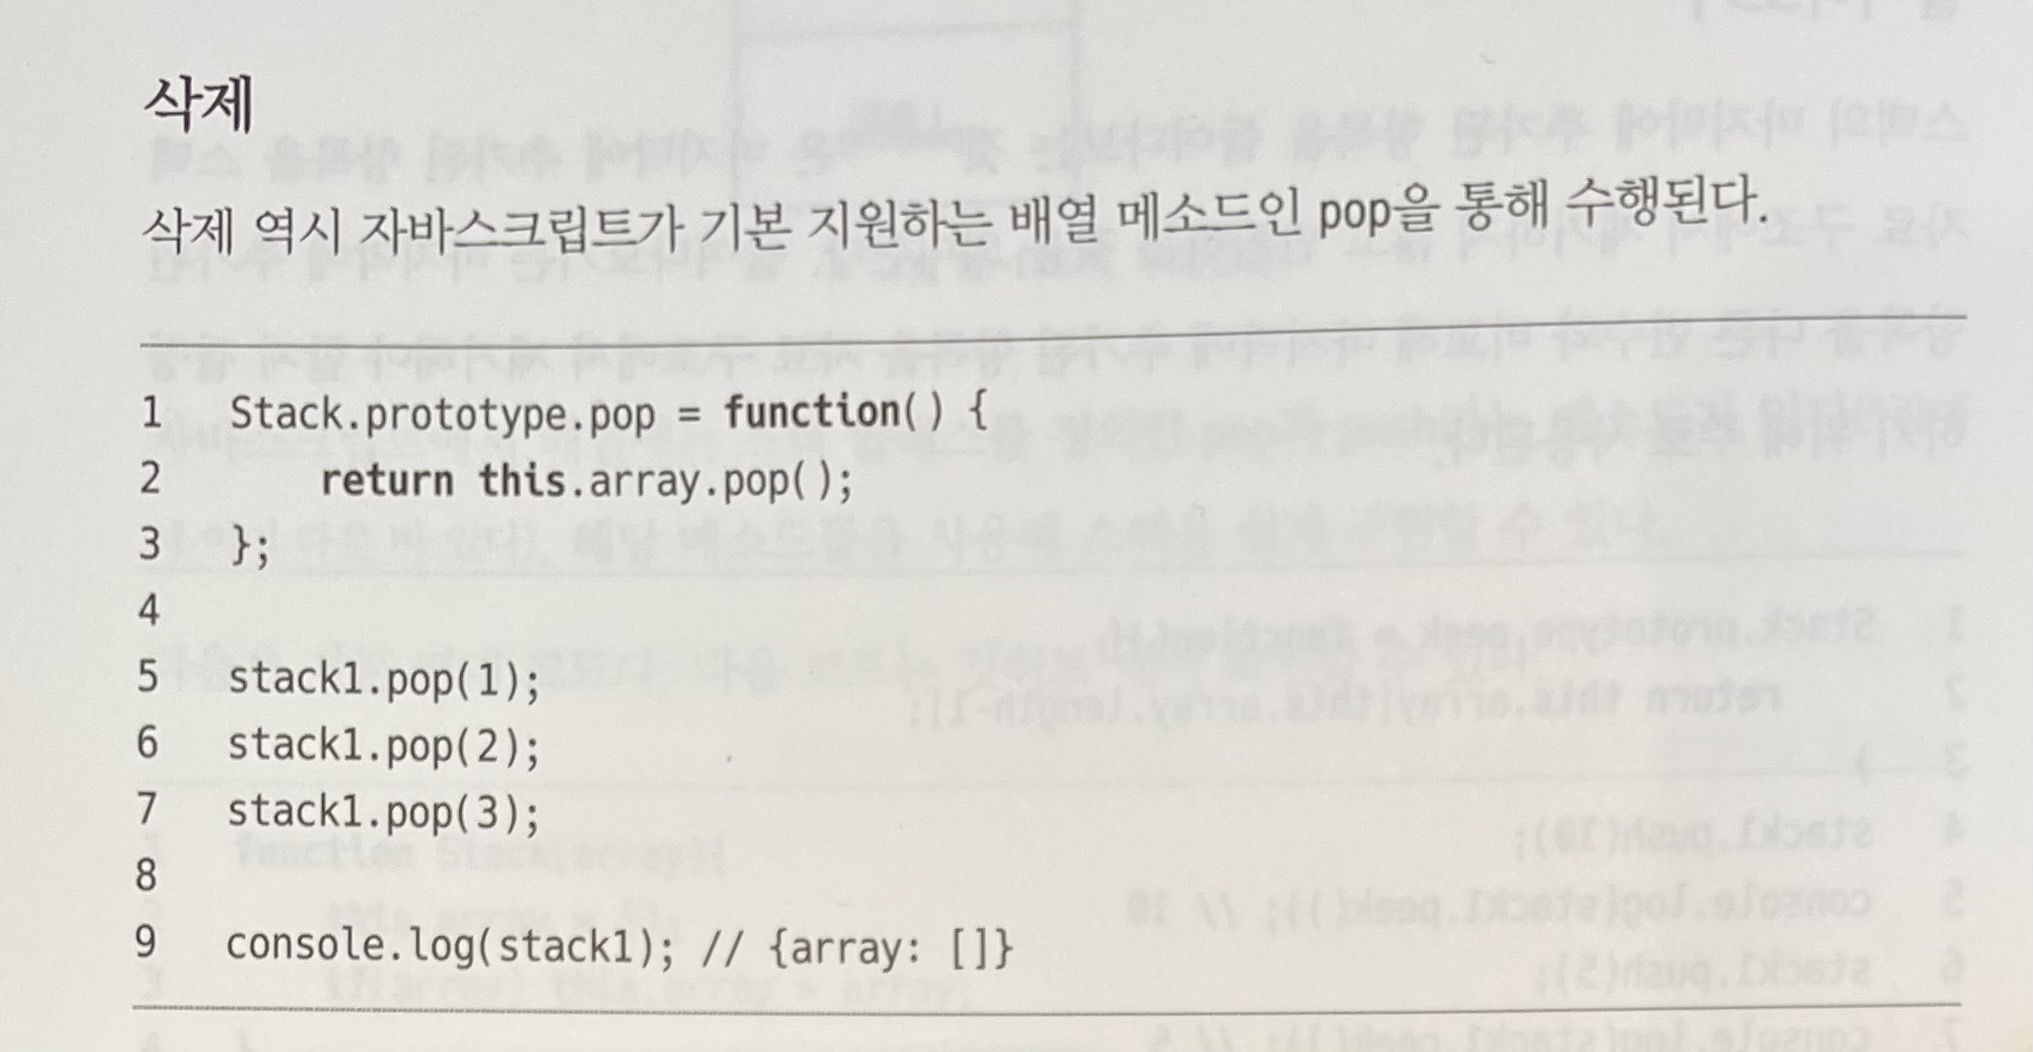 삭제
삭제 역시 자바스크립트가 기본 지원하는 배열 메소드인 pop을 통해 수행된다.
1 Stack.prototype.pop = function() {
2 return this.array.pop();
3 };
4
5 stack1.pop(1);
6 stack1.pop(2);
7 stack1.pop(3);
8
9 console.log(stack1); // {array: []}